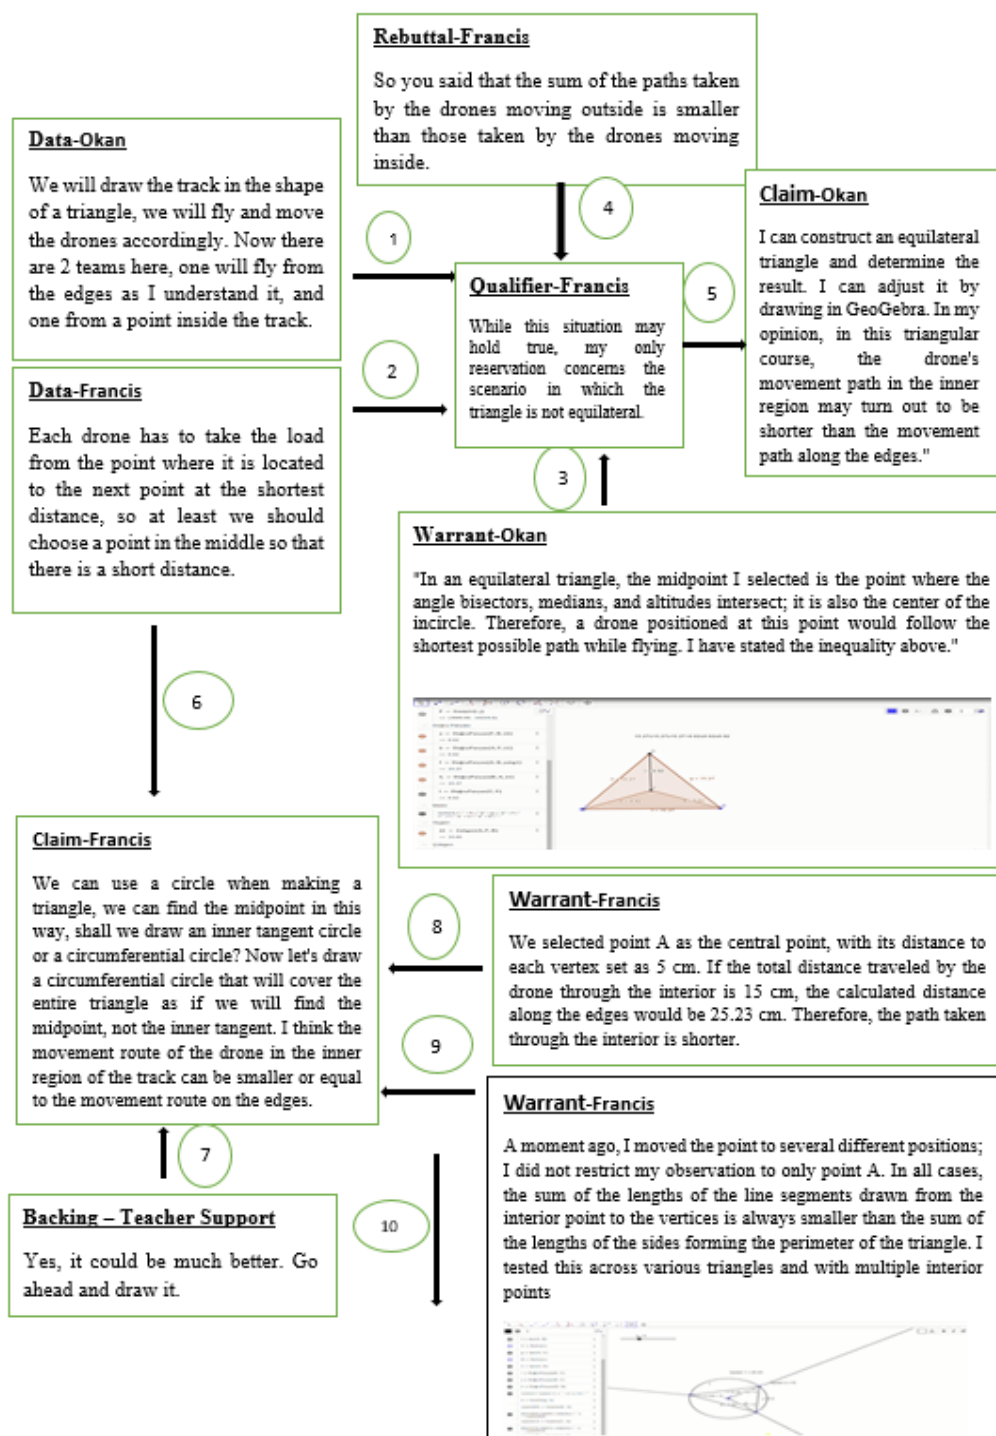 Rebuttal-Francis
So you said that the sum of the paths taken
by the drones moving outside is smaller
than those taken by the drones moving
inside.
Data-Okan
We will draw the track in the shape
of a triangle, we will fly and move
the drones accordingly. Now there
are 2 teams here, one will fly from
the edges as I understand it, and
one from a point inside the track.
1
4
Claim-Okan
I can construct an equilateral
triangle and determine the
result. I can adjust it by
drawing in GeoGebra. In my
opinion, in this triangular
course, the drone's
movement path in the inner
region may turn out to be
shorter than the movement
path along the edges."
Qualifier-Francis
While this situation may
hold true, my only
reservation concerns the
scenario in which the
triangle is not equilateral.
5
2
Data-Francis
Each drone has to take the load
from the point where it is located
to the next point at the shortest
distance, so at least we should
choose a point in the middle so that
there is a short distance.
3
Warrant-Okan
"In an equilateral triangle, the midpoint I selected is the point where the
angle bisectors, medians, and altitudes intersect; it is also the center of the
incircle. Therefore, a drone positioned at this point would follow the
shortest possible path while flying. I have stated the inequality above."
6
Claim-Francis
We can use a circle when making a
triangle, we can find the midpoint in this
way, shall we draw an inner tangent circle
or a circumferential circle? Now let's draw
a circumferential circle that will cover the
entire triangle as if we will find the
midpoint, not the inner tangent. I think the
movement route of the drone in the inner
region of the track can be smaller or equal
to the movement route on the edges.
8
Warrant-Francis
We selected point A as the central point, with its distance to
each vertex set as 5 cm. If the total distance traveled by the
drone through the interior is 15 cm, the calculated distance
along the edges would be 25.23 cm. Therefore, the path taken
through the interior is shorter.
9
7
Warrant-Francis
A moment ago, I moved the point to several different positions;
I did not restrict my observation to only point A. In all cases,
the sum of the lengths of the line segments drawn from the
interior point to the vertices is always smaller than the sum of
the lengths of the sides forming the perimeter of the triangle. I
tested this across various triangles and with multiple interior
points
10
Backing – Teacher Support
Yes, it could be much better. Go
ahead and draw it.